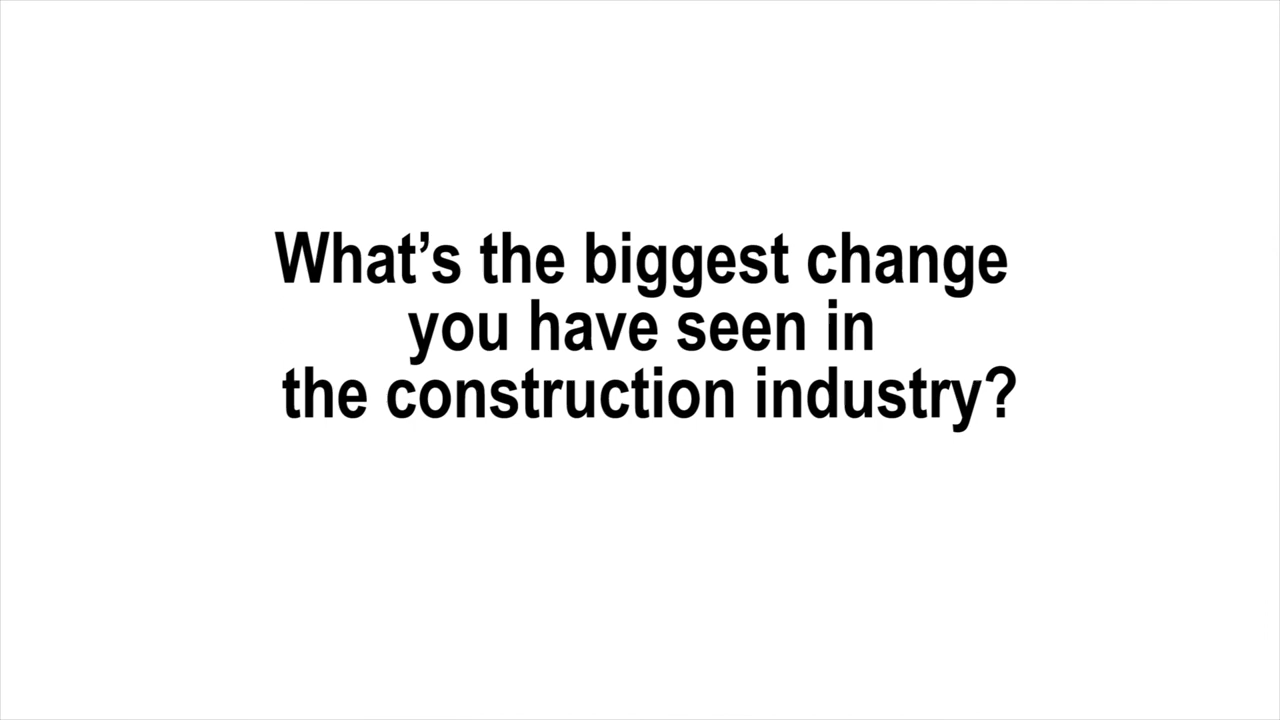 What’s the biggest change
you have seen in
the construction industry?